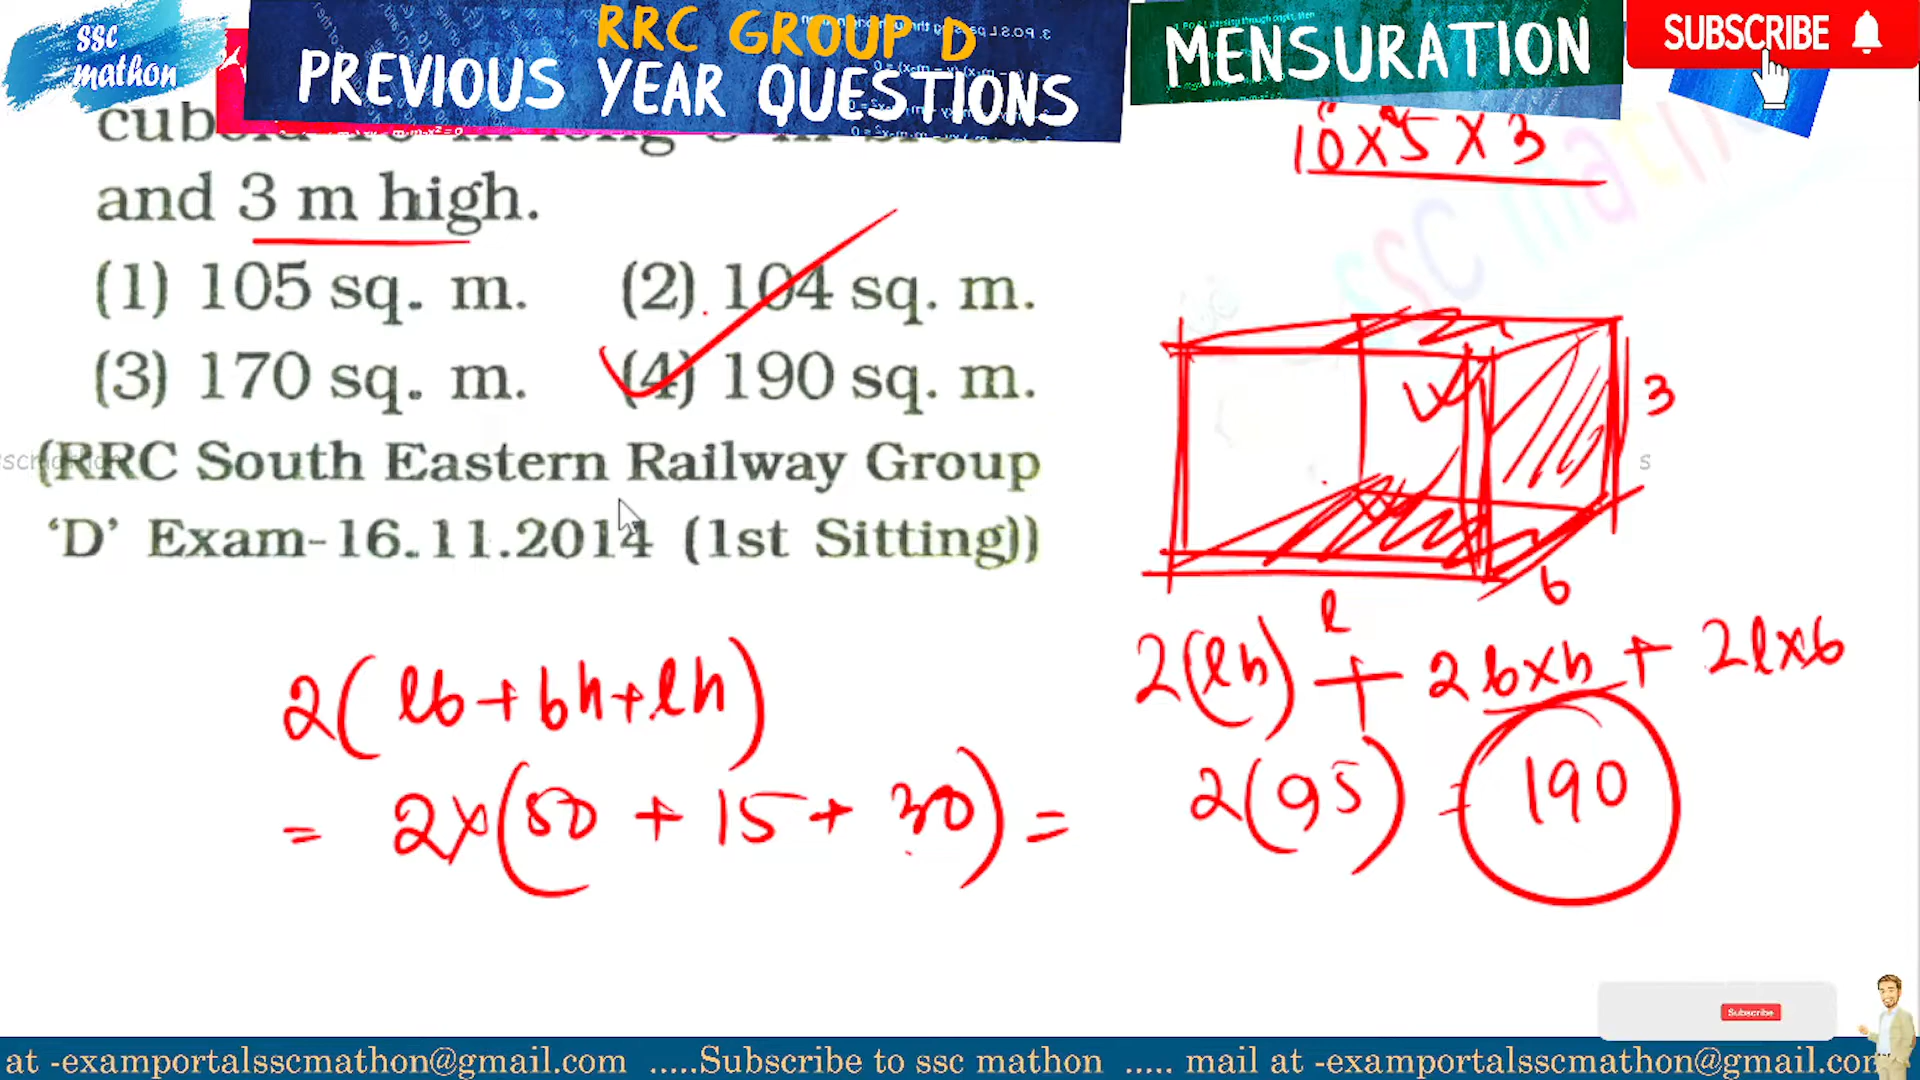 ssc
mathon
RRC GROUP D
PREVIOUS YEAR QUESTIONS
MENSURATION
SUBSCRIBE
and 3 m high.
(1) 105 sq. m. (2) 104 sq. m.
(3) 170 sq. m. (4) 190 sq. m.
(RRC South Eastern Railway Group
‘D’ Exam-16.11.2014 (1st Sitting))
10×5×3
3
l
b
2(lb+bh+lh)
= 2×(50 + 15 + 30) =
2(lh) + 2b×h + 2l×b
2(95) = 190
Subscribe
at -examportalsscmathon@gmail.com .....Subscribe to ssc mathon ..... mail at -examportalsscmathon@gmail.com